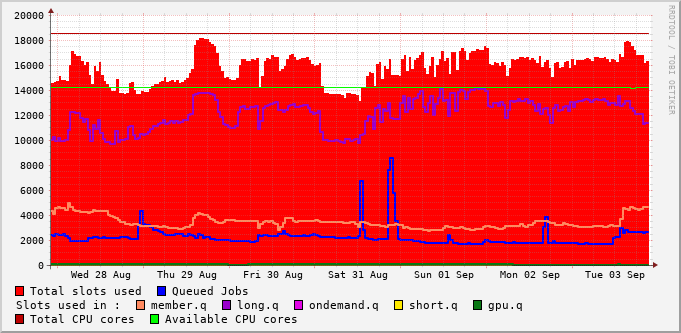 20000
18000
16000
14000
12000
10000
8000
6000
4000
2000
0
Wed 28 Aug Thu 29 Aug Fri 30 Aug Sat 31 Aug Sun 01 Sep Mon 02 Sep Tue 03 Sep
Total slots used Queued Jobs
Slots used in : member.q long.q ondemand.q short.q gpu.q
Total CPU cores Available CPU cores
RRDTOOL / TOBI OETIKER